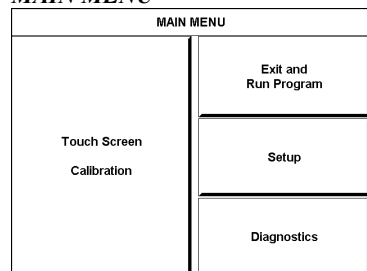 MAIN MENU
MAIN MENU
Touch Screen
Calibration
Exit and
Run Program
Setup
Diagnostics